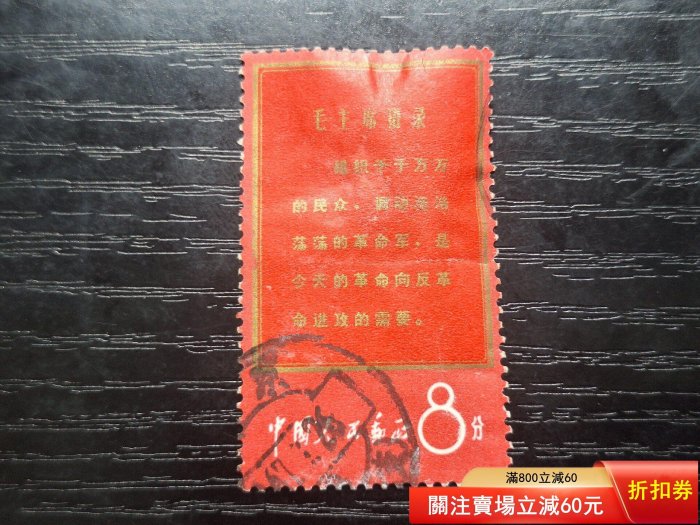 毛主席语录
组织千千万万
的民众，调动浩浩
荡荡的革命军，是
今天的革命向反革
命进攻的需要。
中国人民邮政
8分
滿800立減60
關注賣場立減60元
折扣券